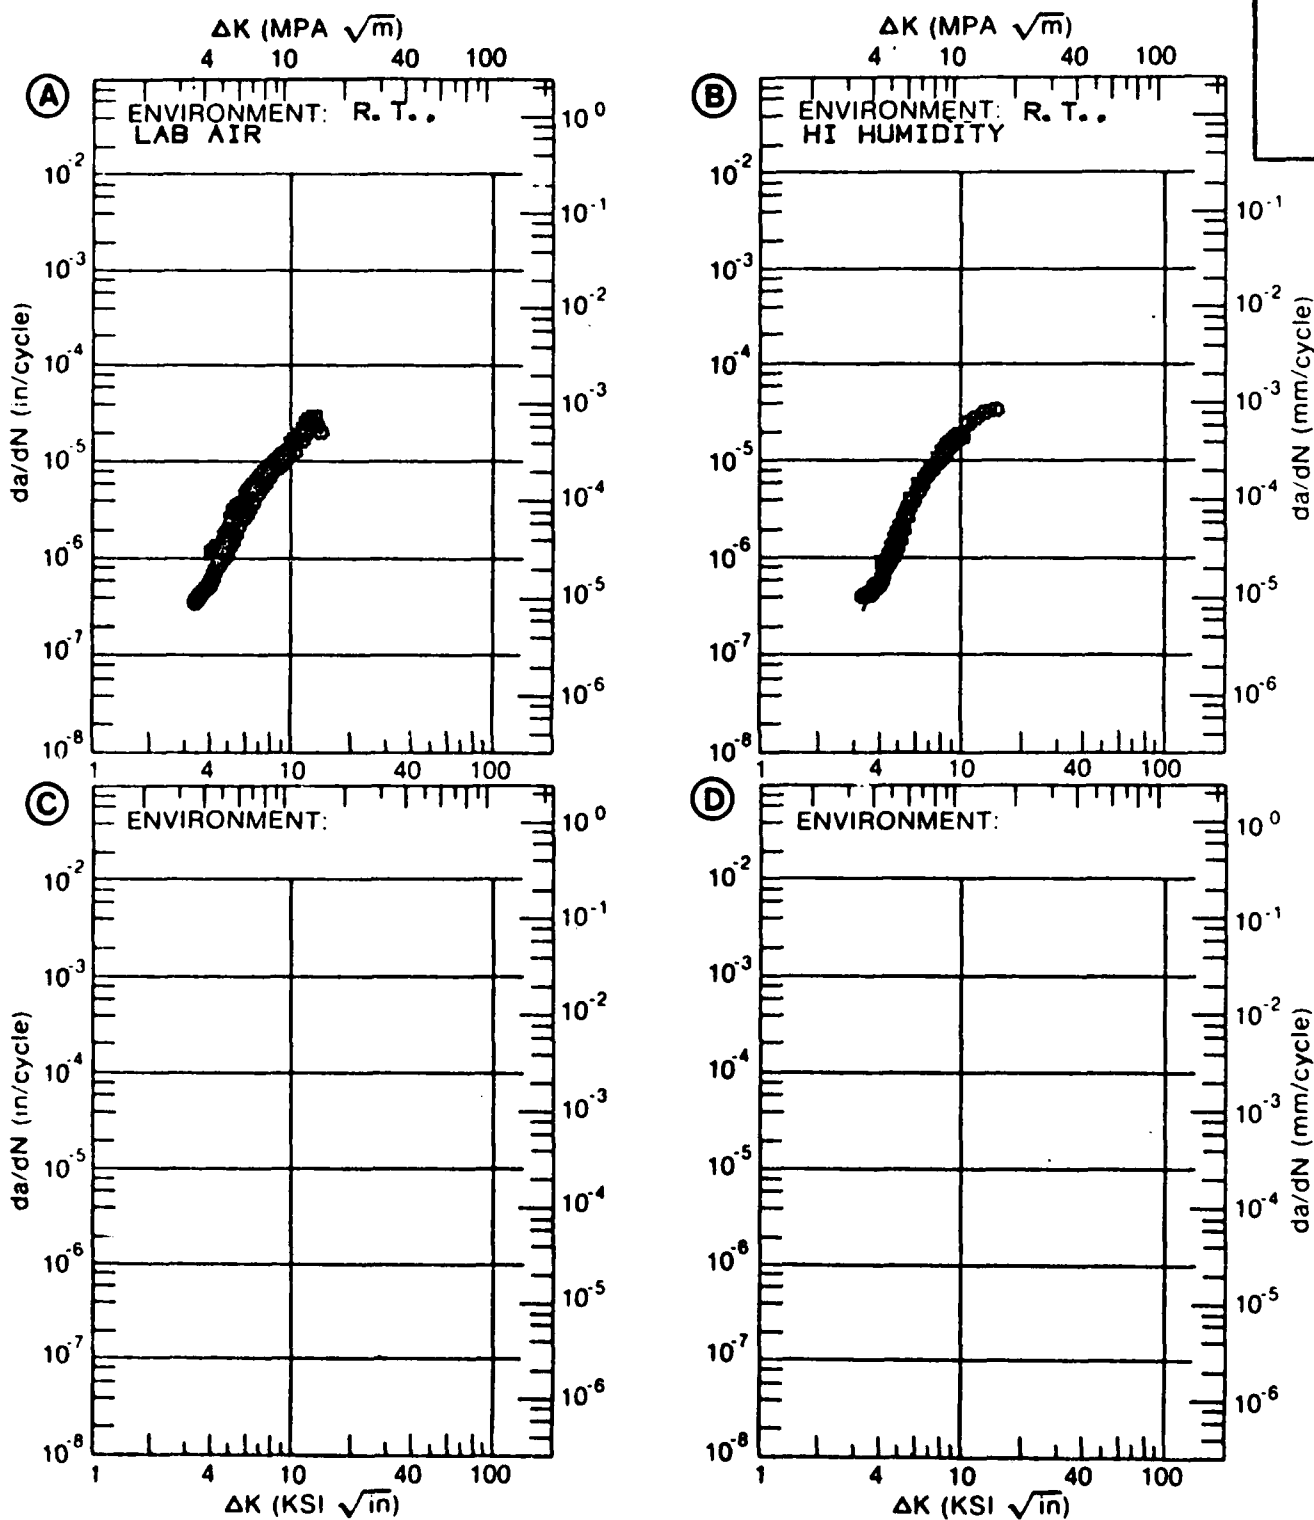 ΔK (MPA √m)
4 10 40 100
ΔK (MPA √m)
4 10 40 100
A
ENVIRONMENT: R.T.,
LAB AIR
da/dN (in/cycle)
10-2
10-3
10-4
10-5
10-6
10-7
10-8
10 0
10-1
10-2
10-3
10-4
10-5
10-6
1 4 10 40 100
B
ENVIRONMENT: R.T.,
HI HUMIDITY
10-2
10-3
10-4
10-5
10-6
10-7
10-8
10-1
10-2
10-3
10-4
10-5
10-6
da/dN (mm/cycle)
1 4 10 40 100
C
ENVIRONMENT:
da/dN (in/cycle)
10-2
10-3
10-4
10-5
10-6
10-7
10-8
10 0
10-1
10-2
10-3
10-4
10-5
10-6
1 4 10 40 100
ΔK (KSI √in)
D
ENVIRONMENT:
10-2
10-3
10-4
10-5
10-6
10-7
10-8
10 0
10-1
10-2
10-3
10-4
10-5
10-6
da/dN (mm/cycle)
1 4 10 40 100
ΔK (KSI √in)